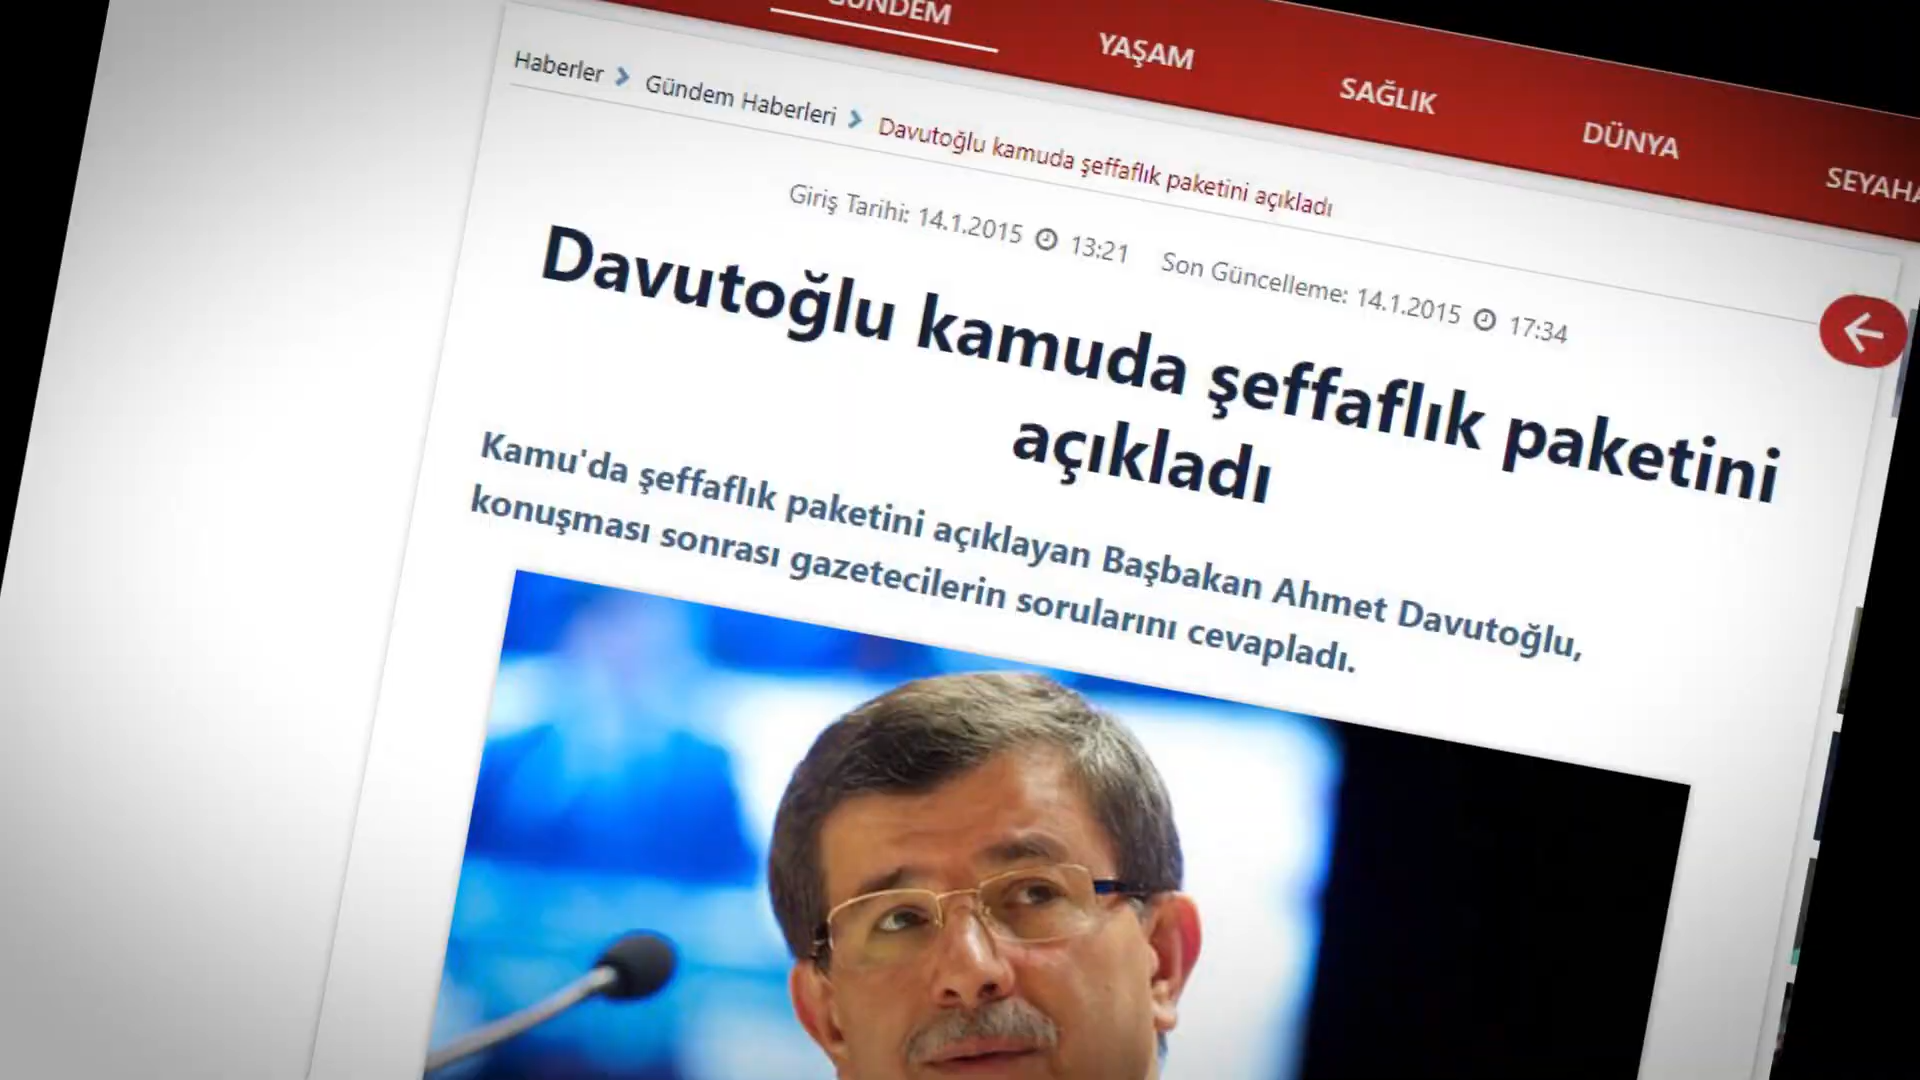 GÜNDEM
YAŞAM
SAĞLIK
DÜNYA
Haberler > Gündem Haberleri > Davutoğlu kamuda şeffaflık paketini açıkladı
Giriş Tarihi: 14.1.2015 13:21 Son Güncelleme: 14.1.2015 17:34
Davutoğlu kamuda şeffaflık paketini
açıkladı
Kamu'da şeffaflık paketini açıklayan Başbakan Ahmet Davutoğlu,
konuşması sonrası gazetecilerin sorularını cevapladı.